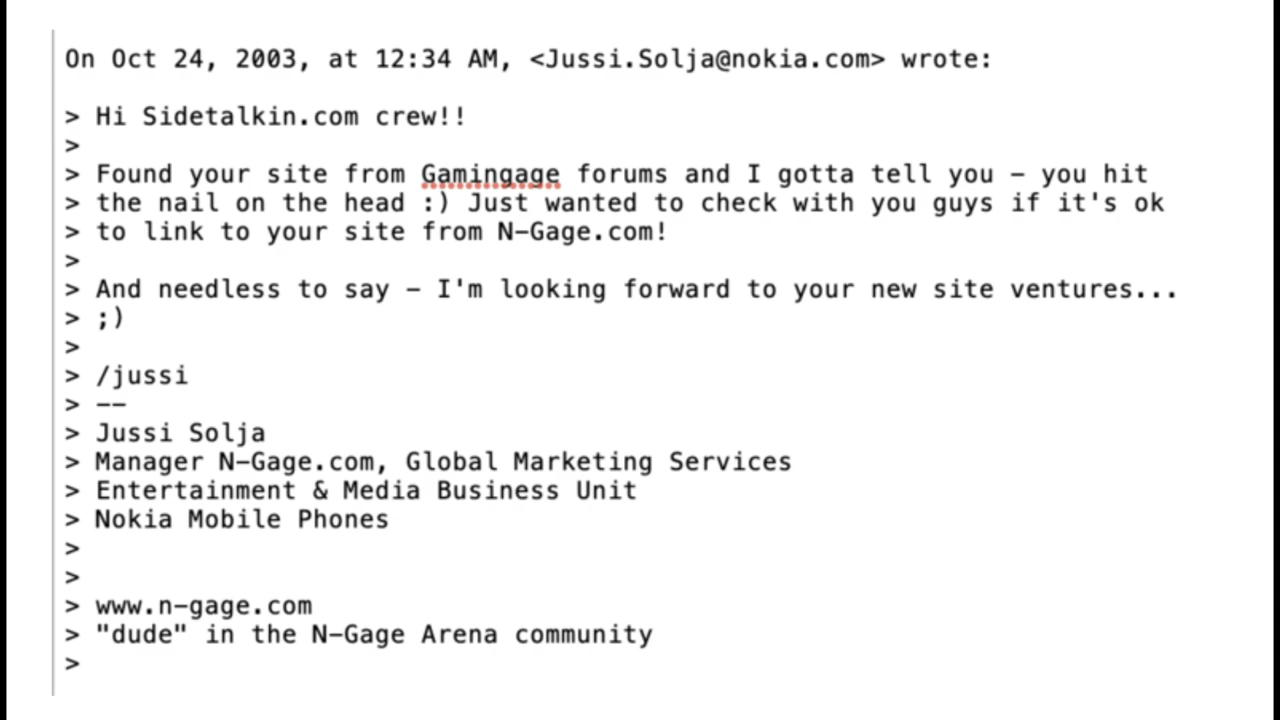 On Oct 24, 2003, at 12:34 AM, <Jussi.Solja@nokia.com> wrote:
> Hi Sidetalkin.com crew!!
>
> Found your site from Gamingage forums and I gotta tell you – you hit
> the nail on the head :) Just wanted to check with you guys if it's ok
> to link to your site from N-Gage.com!
>
> And needless to say – I'm looking forward to your new site ventures...
> ;)
>
> /jussi
> --
> Jussi Solja
> Manager N-Gage.com, Global Marketing Services
> Entertainment & Media Business Unit
> Nokia Mobile Phones
>
>
> www.n-gage.com
> "dude" in the N-Gage Arena community
>